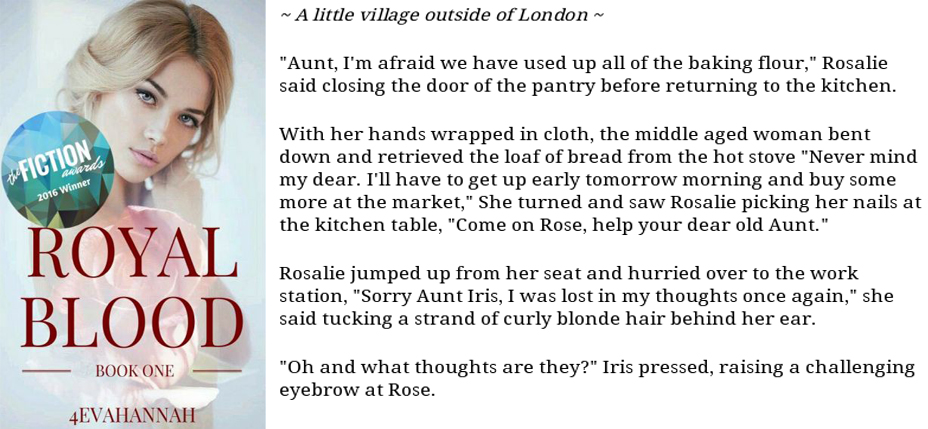 the FICTION awards
2016 Winner
ROYAL
BLOOD
BOOK ONE
4EVAHANNAH
~ A little village outside of London ~
"Aunt, I'm afraid we have used up all of the baking flour," Rosalie
said closing the door of the pantry before returning to the kitchen.
With her hands wrapped in cloth, the middle aged woman bent
down and retrieved the loaf of bread from the hot stove "Never mind
my dear. I'll have to get up early tomorrow morning and buy some
more at the market," She turned and saw Rosalie picking her nails at
the kitchen table, "Come on Rose, help your dear old Aunt."
Rosalie jumped up from her seat and hurried over to the work
station, "Sorry Aunt Iris, I was lost in my thoughts once again," she
said tucking a strand of curly blonde hair behind her ear.
"Oh and what thoughts are they?" Iris pressed, raising a challenging
eyebrow at Rose.